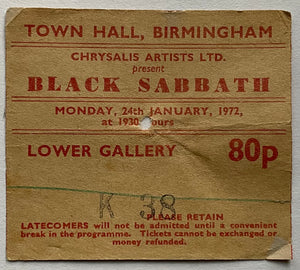 TOWN HALL, BIRMINGHAM
CHRYSALIS ARTISTS LTD.
present
BLACK SABBATH
MONDAY, 24th JANUARY, 1972,
at 1930 hours
LOWER GALLERY 80p
K 38
PLEASE RETAIN
LATECOMERS will not be admitted until a convenient
break in the programme. Tickets cannot be exchanged or
money refunded.